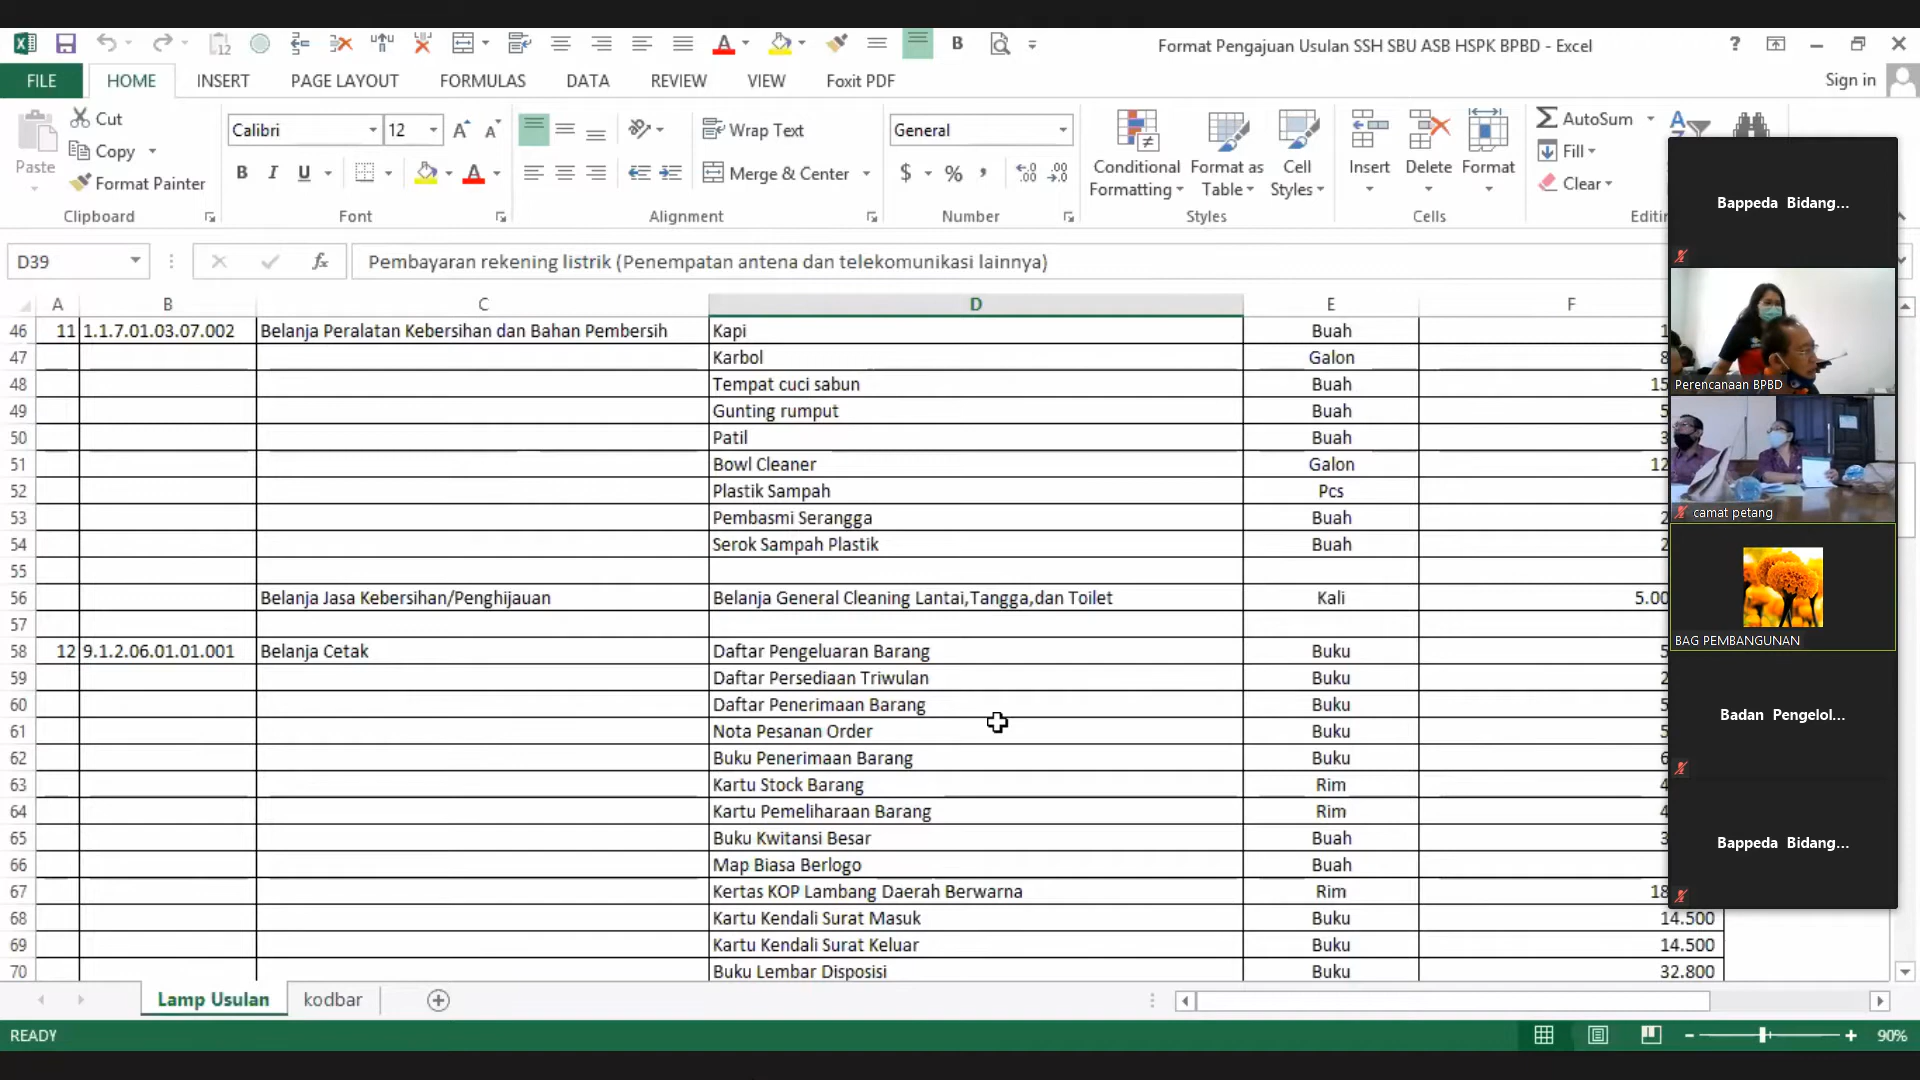 Format Pengajuan Usulan SSH SBU ASB HSPK BPBD - Excel
FILE HOME INSERT PAGE LAYOUT FORMULAS DATA REVIEW VIEW Foxit PDF Sign in
Cut
Copy
Format Painter
Paste
Clipboard
Calibri 12
Font
Wrap Text
Merge & Center
Alignment
General
Number
Conditional Formatting
Format as Table
Cell Styles
Styles
Insert Delete Format
Cells
AutoSum
Fill
Clear
D39 Pembayaran rekening listrik (Penempatan antena dan telekomunikasi lainnya)
A B C D E F
46 11 1.1.7.01.03.07.002 Belanja Peralatan Kebersihan dan Bahan Pembersih Kapi Buah
47 Karbol Galon
48 Tempat cuci sabun Buah
49 Gunting rumput Buah
50 Patil Buah
51 Bowl Cleaner Galon
52 Plastik Sampah Pcs
53 Pembasmi Serangga Buah
54 Serok Sampah Plastik Buah
55
56 Belanja Jasa Kebersihan/Penghijauan Belanja General Cleaning Lantai,Tangga,dan Toilet Kali
57
58 12 9.1.2.06.01.01.001 Belanja Cetak Daftar Pengeluaran Barang Buku
59 Daftar Persediaan Triwulan Buku
60 Daftar Penerimaan Barang Buku
61 Nota Pesanan Order Buku
62 Buku Penerimaan Barang Buku
63 Kartu Stock Barang Rim
64 Kartu Pemeliharaan Barang Rim
65 Buku Kwitansi Besar Buah
66 Map Biasa Berlogo Buah
67 Kertas KOP Lambang Daerah Berwarna Rim
68 Kartu Kendali Surat Masuk Buku 14.500
69 Kartu Kendali Surat Keluar Buku 14.500
70 Buku Lembar Disposisi Buku 32.800
Bappeda Bidang...
Perencanaan BPBD
camat petang
BAG PEMBANGUNAN
Badan Pengelol...
Bappeda Bidang...
Lamp Usulan kodbar
READY 90%